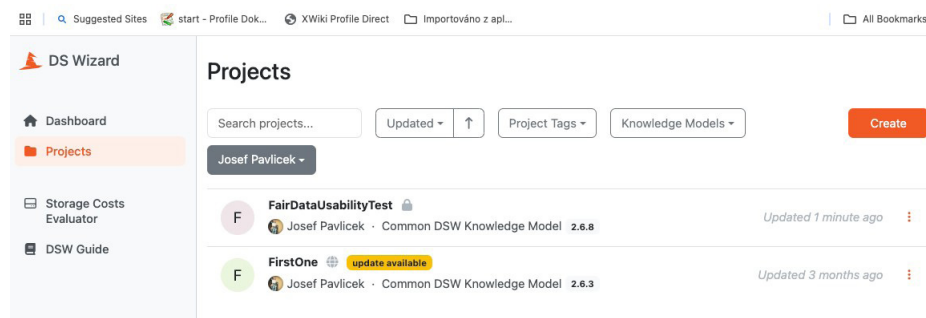 Suggested Sites start - Profile Dok... XWiki Profile Direct Importováno z apl... All Bookmarks
DS Wizard
Projects
Dashboard
Search projects... Updated ↑ Project Tags Knowledge Models Create
Projects
Josef Pavlicek
Storage Costs
Evaluator
FairDataUsabilityTest
F
Updated 1 minute ago
Josef Pavlicek · Common DSW Knowledge Model 2.6.8
DSW Guide
FirstOne update available
F
Updated 3 months ago
Josef Pavlicek · Common DSW Knowledge Model 2.6.3